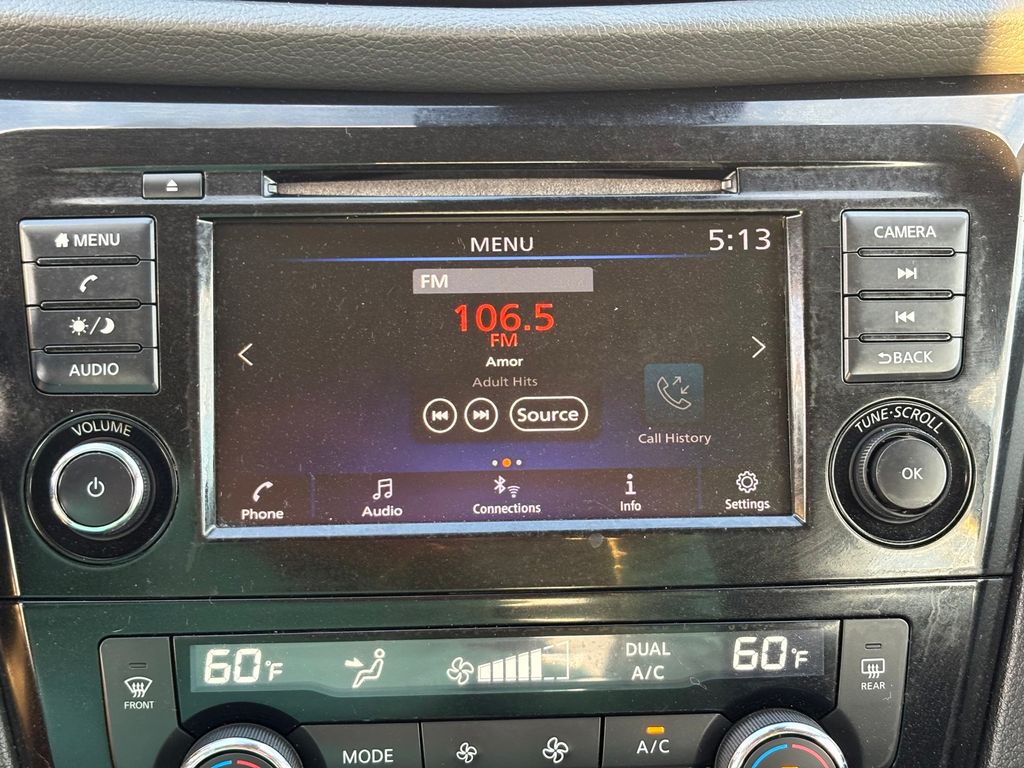 MENU
CAMERA
AUDIO
BACK
VOLUME
TUNE·SCROLL
OK
MENU
5:13
FM
106.5
FM
Amor
Adult Hits
Source
Call History
Phone
Audio
Connections
Info
Settings
60°F
DUAL
A/C
60°F
FRONT
REAR
MODE
A/C